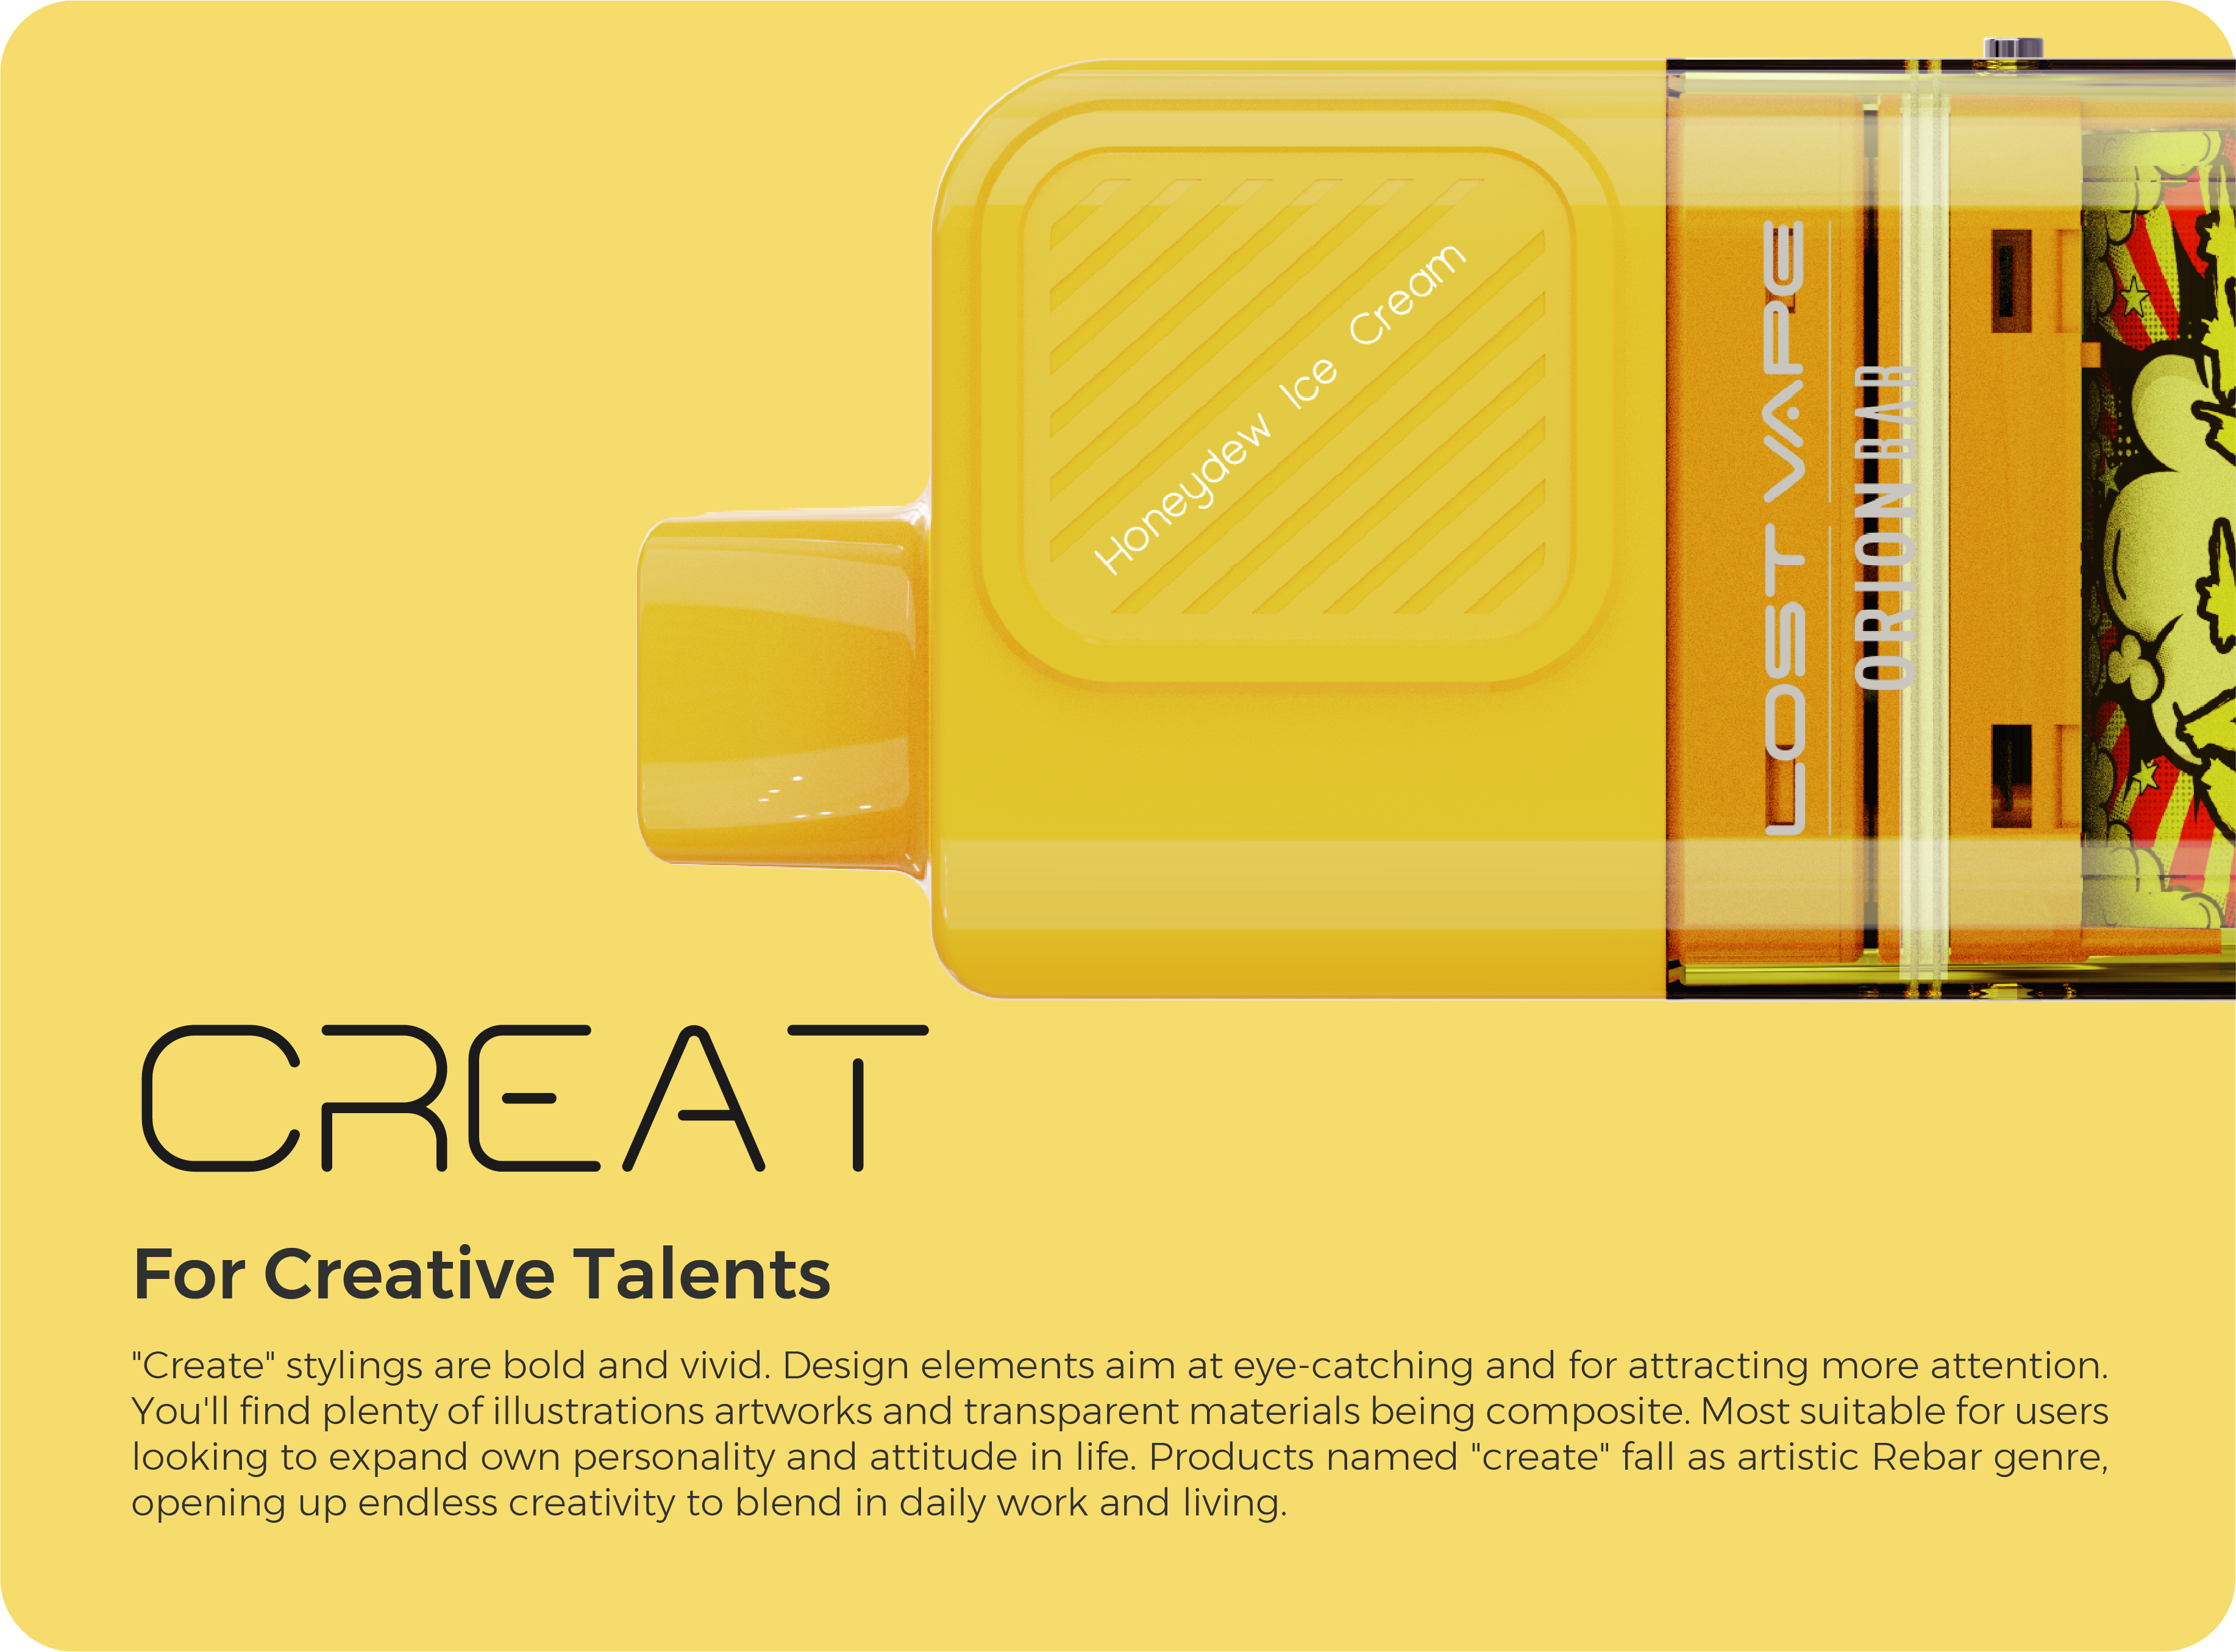 Honeydew Ice Cream
LOST VAPE
ORION BAR
CREAT
For Creative Talents
"Create" stylings are bold and vivid. Design elements aim at eye-catching and for attracting more attention.
You'll find plenty of illustrations artworks and transparent materials being composite. Most suitable for users
looking to expand own personality and attitude in life. Products named "create" fall as artistic Rebar genre,
opening up endless creativity to blend in daily work and living.